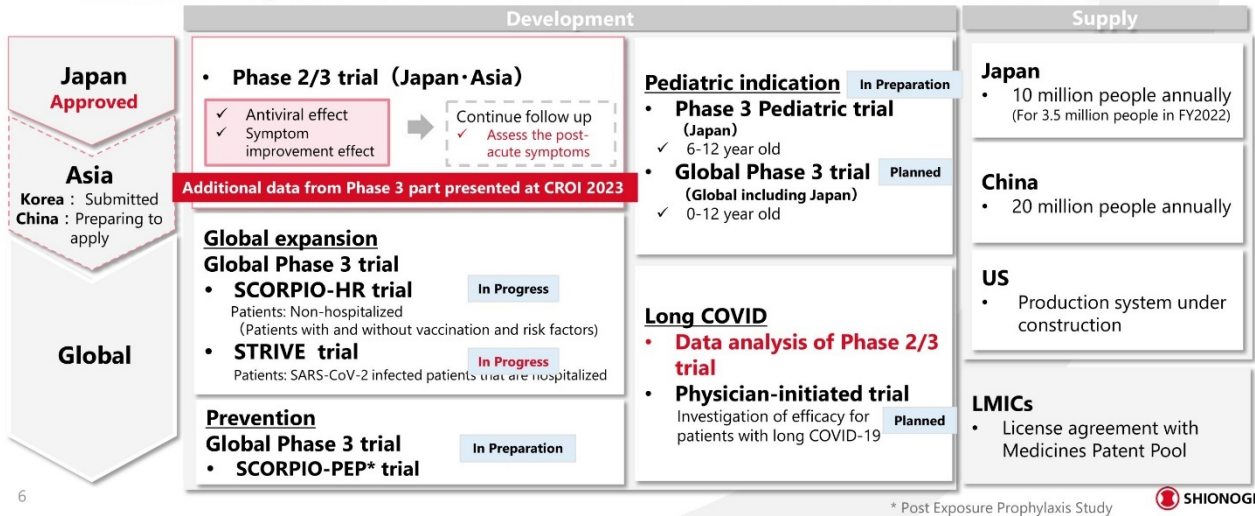 Development
Supply
Japan
Approved
Asia
Korea： Submitted
China：Preparing to
apply
Global
• Phase 2/3 trial（Japan･Asia）
✓ Antiviral effect
✓ Symptom
improvement effect
Continue follow up
✓ Assess the post-
acute symptoms
Additional data from Phase 3 part presented at CROI 2023
Global expansion
Global Phase 3 trial
• SCORPIO-HR trial
In Progress
Patients: Non-hospitalized
（Patients with and without vaccination and risk factors)
• STRIVE trial
In Progress
Patients: SARS-CoV-2 infected patients that are hospitalized
Prevention
Global Phase 3 trial
In Preparation
• SCORPIO-PEP* trial
Pediatric indication
In Preparation
• Phase 3 Pediatric trial
（Japan）
✓ 6-12 year old
• Global Phase 3 trial
Planned
（Global including Japan）
✓ 0-12 year old
Long COVID
• Data analysis of Phase 2/3
trial
• Physician-initiated trial
Investigation of efficacy for
patients with long COVID-19
Planned
Japan
• 10 million people annually
(For 3.5 million people in FY2022)
China
• 20 million people annually
US
• Production system under
construction
LMICs
• License agreement with
Medicines Patent Pool
6
* Post Exposure Prophylaxis Study
SHIONOGI